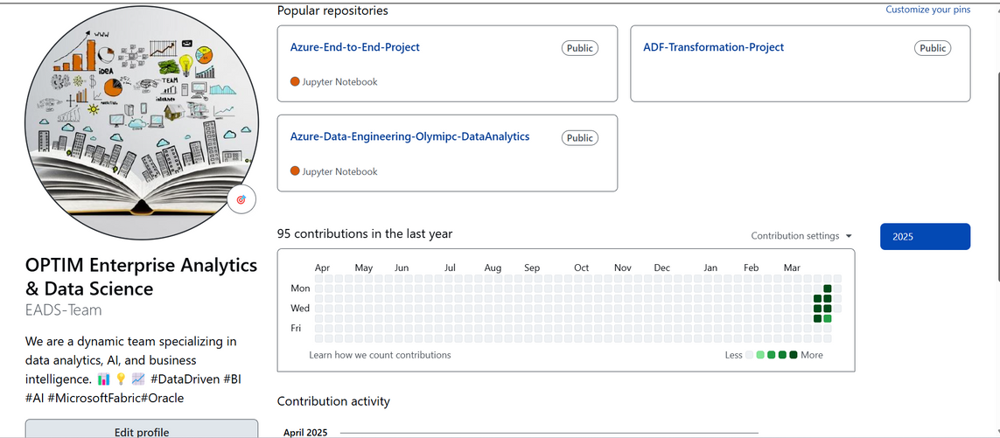 Popular repositories
Customize your pins
Azure-End-to-End-Project
Public
Jupyter Notebook
ADF-Transformation-Project
Public
Azure-Data-Engineering-Olymipc-DataAnalytics
Public
Jupyter Notebook
www
IDEA
TEAM
OPTIM Enterprise Analytics
& Data Science
EADS-Team
We are a dynamic team specializing in
data analytics, AI, and business
intelligence. 📊 💡 📈 #DataDriven #BI
#AI #MicrosoftFabric#Oracle
Edit profile
95 contributions in the last year
Contribution settings
2025
Apr May Jun Jul Aug Sep Oct Nov Dec Jan Feb Mar
Mon
Wed
Fri
Learn how we count contributions
Less More
Contribution activity
April 2025